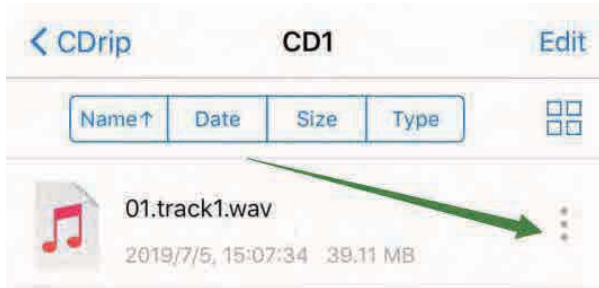 CDrip CD1 Edit
Name↑ Date Size Type
01.track1.wav
2019/7/5, 15:07:34 39.11 MB